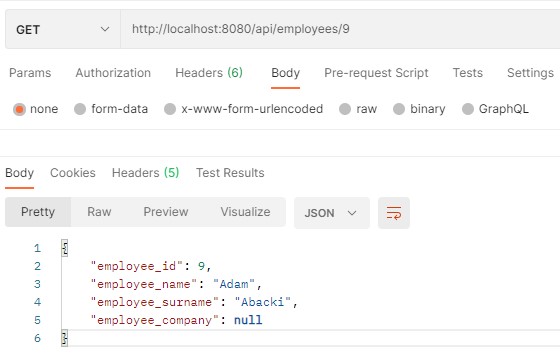 GET http://localhost:8080/api/employees/9
Params Authorization Headers (6) Body Pre-request Script Tests Settings
none form-data x-www-form-urlencoded raw binary GraphQL
Body Cookies Headers (5) Test Results
Pretty Raw Preview Visualize JSON
1 {
2 "employee_id": 9,
3 "employee_name": "Adam",
4 "employee_surname": "Abacki",
5 "employee_company": null
6 }